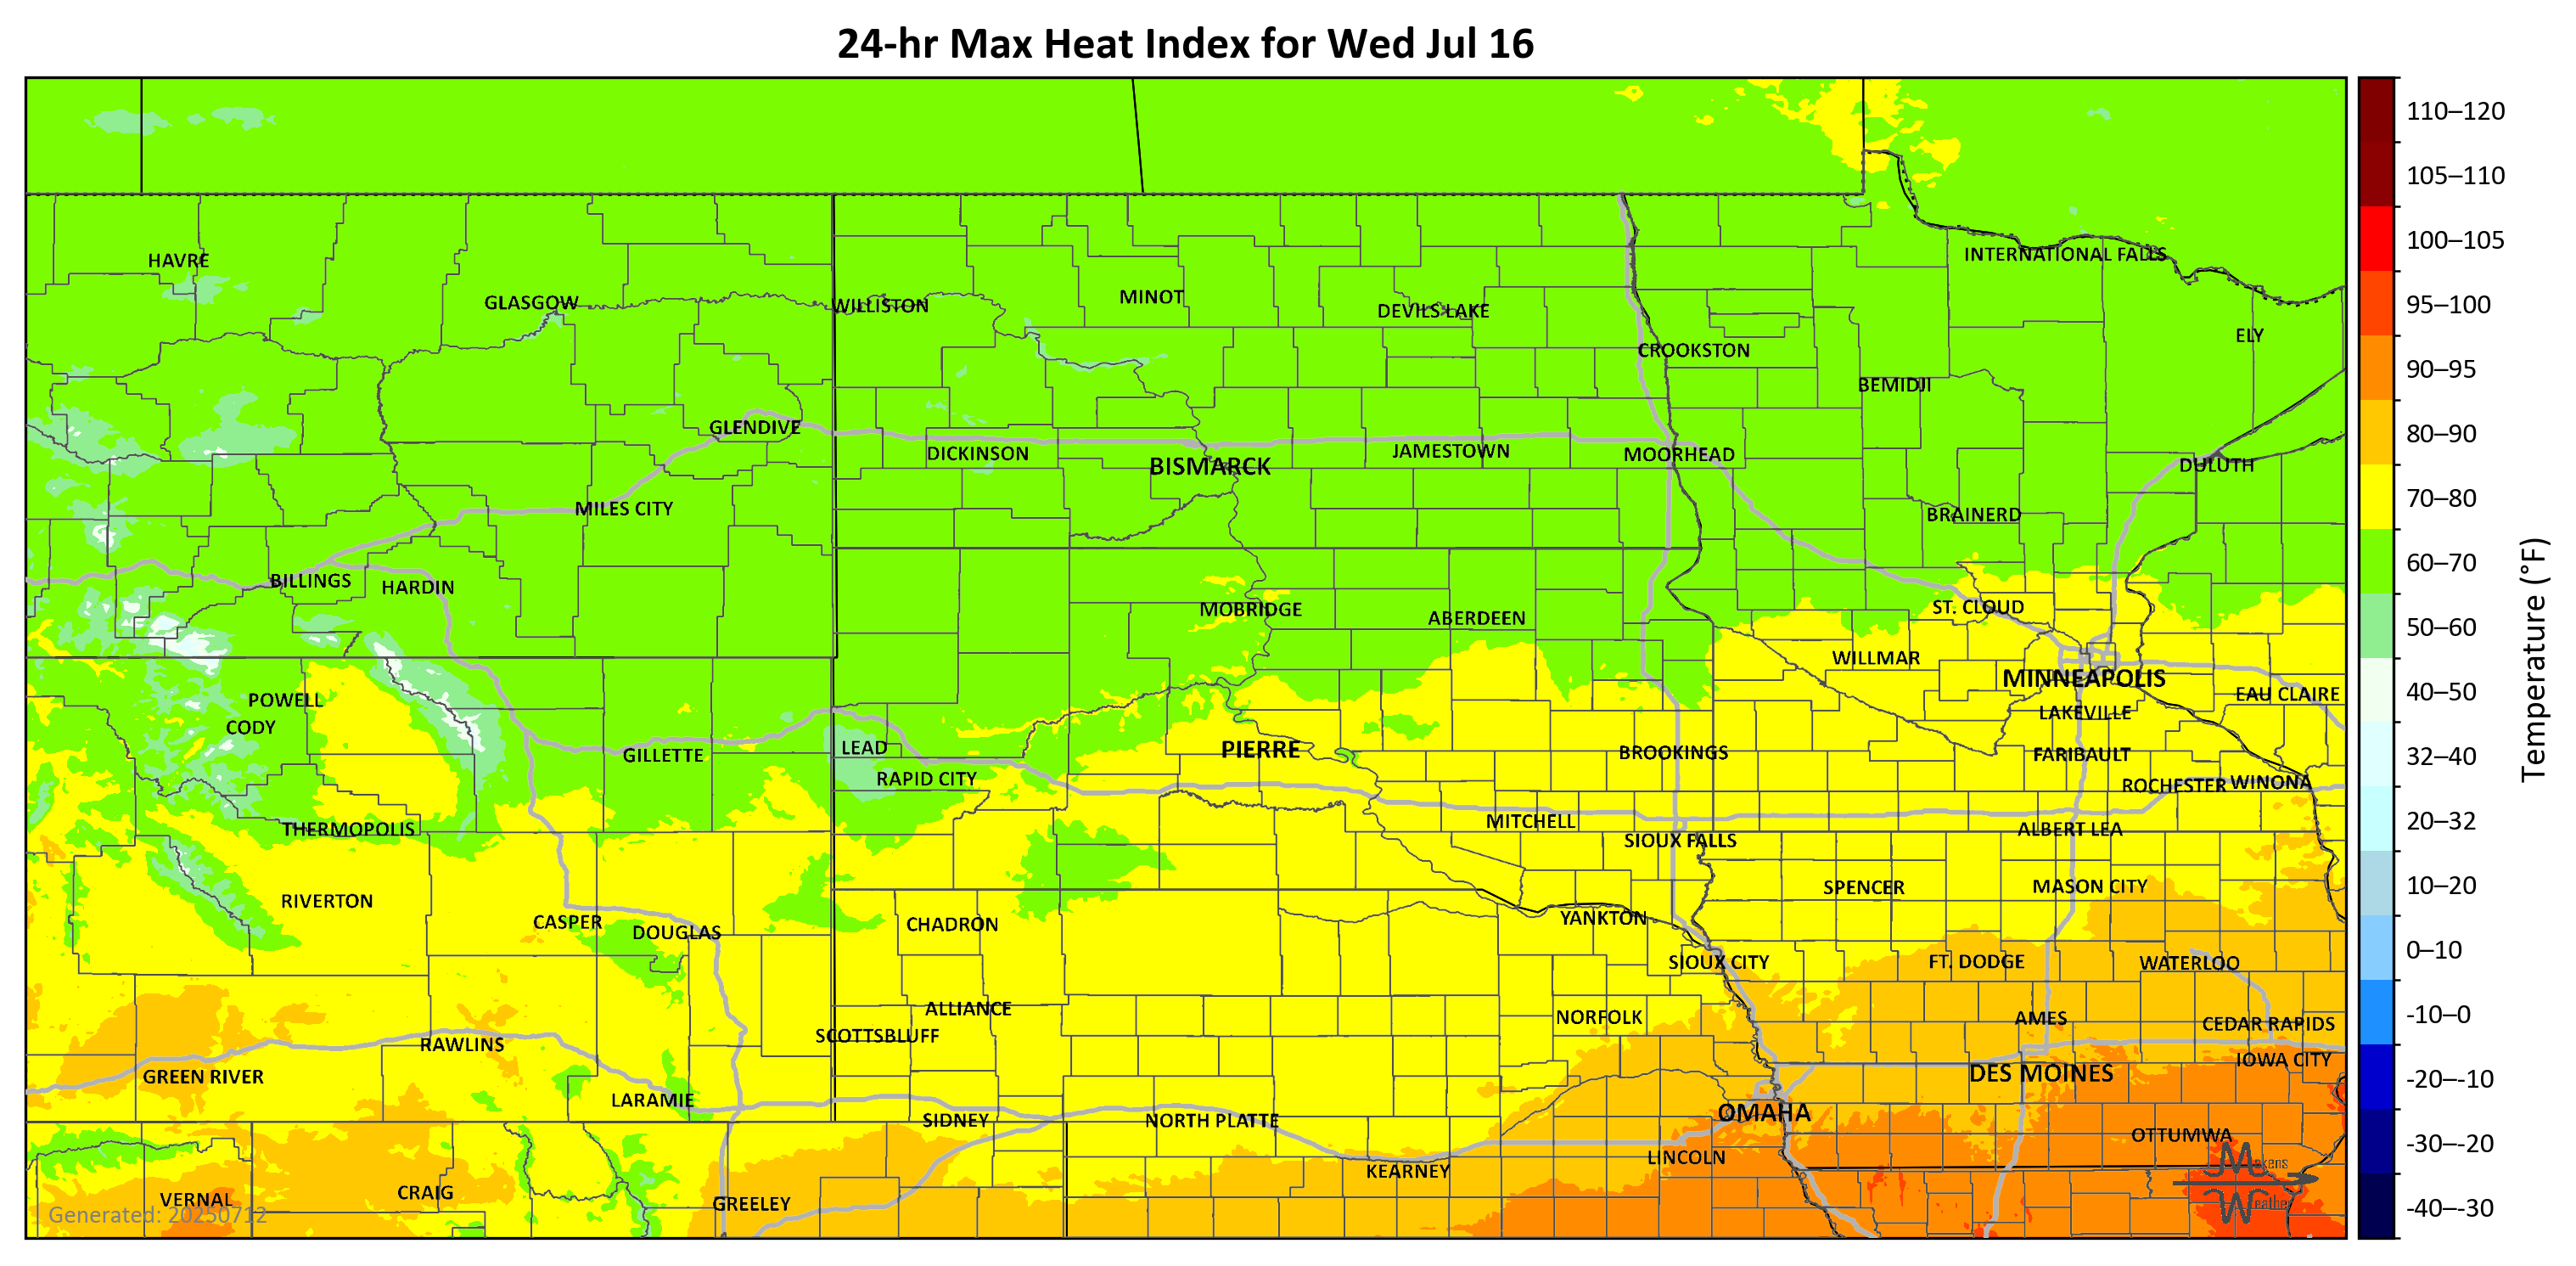 24-hr Max Heat Index for Wed Jul 16
HAVRE
GLASGOW
WILLISTON
MINOT
DEVILS LAKE
INTERNATIONAL FALLS
ELY
CROOKSTON
BEMIDJI
GLENDIVE
DICKINSON
BISMARCK
JAMESTOWN
MOORHEAD
DULUTH
MILES CITY
BRAINERD
BILLINGS
HARDIN
MOBRIDGE
ABERDEEN
ST. CLOUD
WILLMAR
MINNEAPOLIS
EAU CLAIRE
POWELL
CODY
LAKEVILLE
GILLETTE
LEAD
PIERRE
BROOKINGS
FARIBAULT
RAPID CITY
ROCHESTER
WINONA
THERMOPOLIS
MITCHELL
SIOUX FALLS
ALBERT LEA
RIVERTON
SPENCER
MASON CITY
CASPER
DOUGLAS
CHADRON
YANKTON
SIOUX CITY
FT. DODGE
WATERLOO
ALLIANCE
NORFOLK
AMES
CEDAR RAPIDS
SCOTTSBLUFF
RAWLINS
IOWA CITY
GREEN RIVER
DES MOINES
LARAMIE
SIDNEY
NORTH PLATTE
OMAHA
OTTUMWA
KEARNEY
LINCOLN
VERNAL
CRAIG
GREELEY
Generated: 20250712
Makens
Weather
110–120
105–110
100–105
95–100
90–95
80–90
70–80
60–70
50–60
40–50
32–40
20–32
10–20
0–10
-10–0
-20–-10
-30–-20
-40–-30
Temperature (°F)